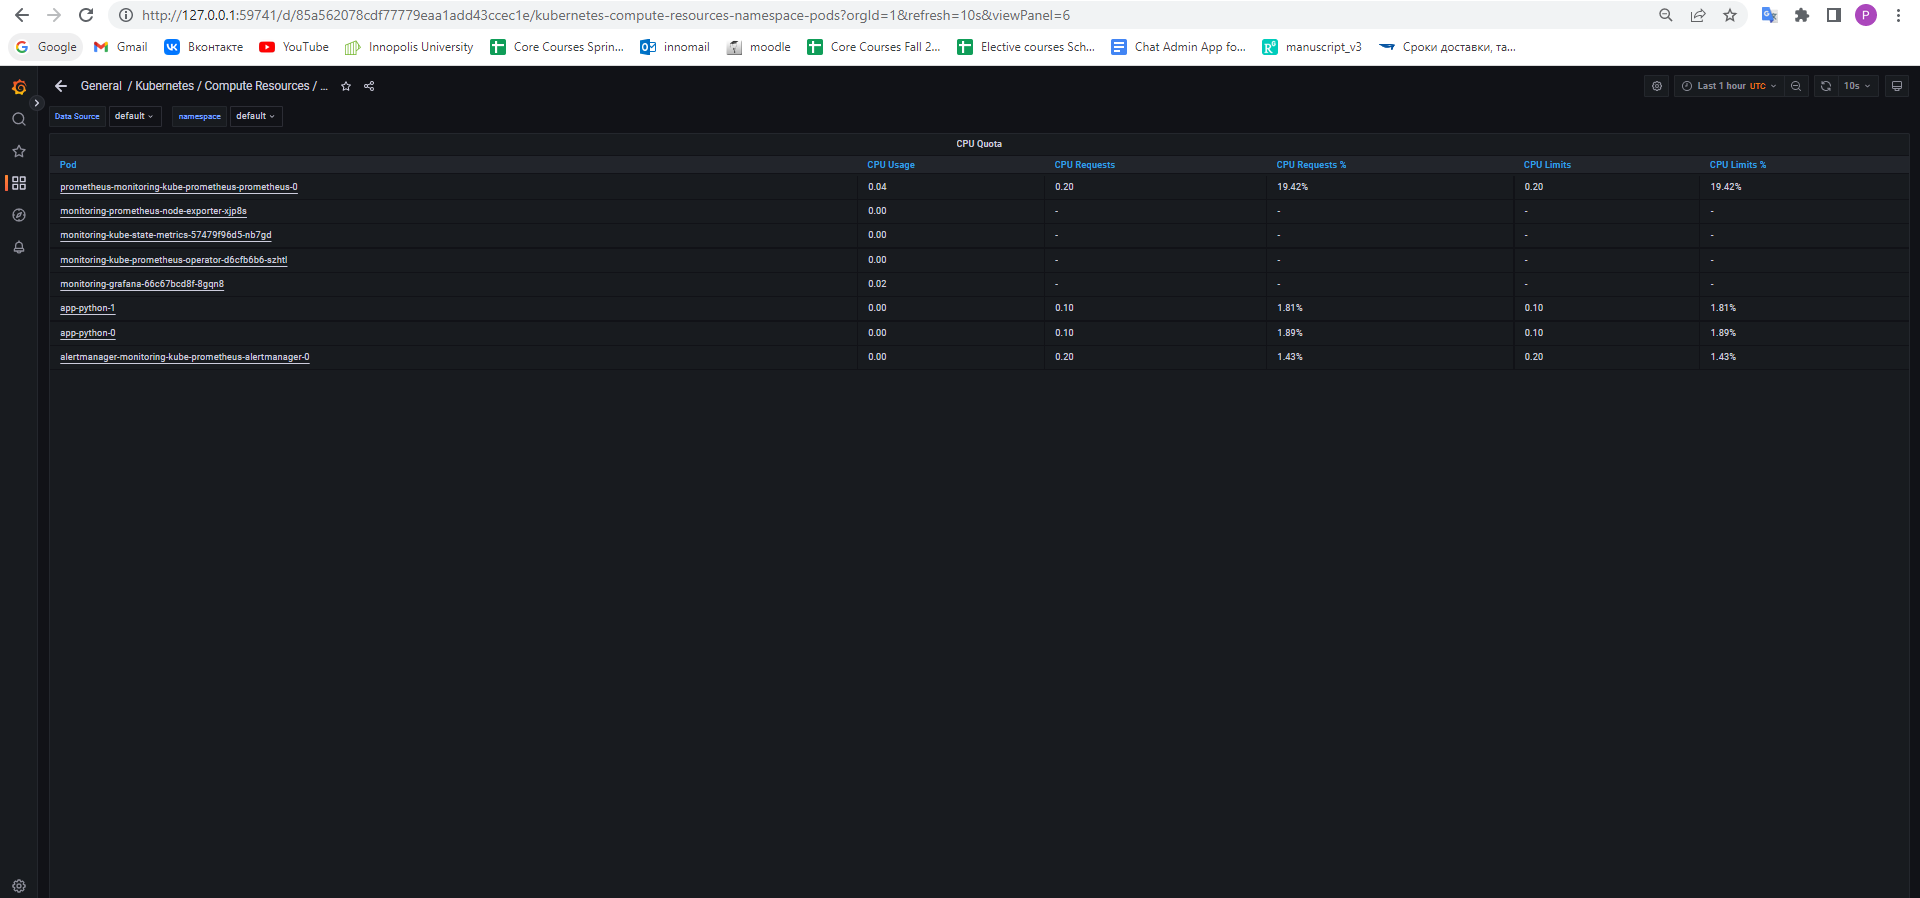 http://127.0.0.1:59741/d/85a562078cdf77779eaa1add43ccec1e/kubernetes-compute-resources-namespace-pods?orgId=1&refresh=10s&viewPanel=6 P
Google Gmail Вконтакте YouTube Innopolis University Core Courses Sprin... innomail moodle Core Courses Fall 2... Elective courses Sch... Chat Admin App fo... manuscript_v3 Сроки доставки, та...
General / Kubernetes / Compute Resources / ... Last 1 hour UTC 10s
Data Source default namespace default
CPU Quota
Pod CPU Usage CPU Requests CPU Requests % CPU Limits CPU Limits %
prometheus-monitoring-kube-prometheus-prometheus-0 0.04 0.20 19.42% 0.20 19.42%
monitoring-prometheus-node-exporter-xjp8s 0.00 - - - -
monitoring-kube-state-metrics-57479f96d5-nb7gd 0.00 - - - -
monitoring-kube-prometheus-operator-d6cfb6b6-szhtl 0.00 - - - -
monitoring-grafana-66c67bcd8f-8gqn8 0.02 - - - -
app-python-1 0.00 0.10 1.81% 0.10 1.81%
app-python-0 0.00 0.10 1.89% 0.10 1.89%
alertmanager-monitoring-kube-prometheus-alertmanager-0 0.00 0.20 1.43% 0.20 1.43%